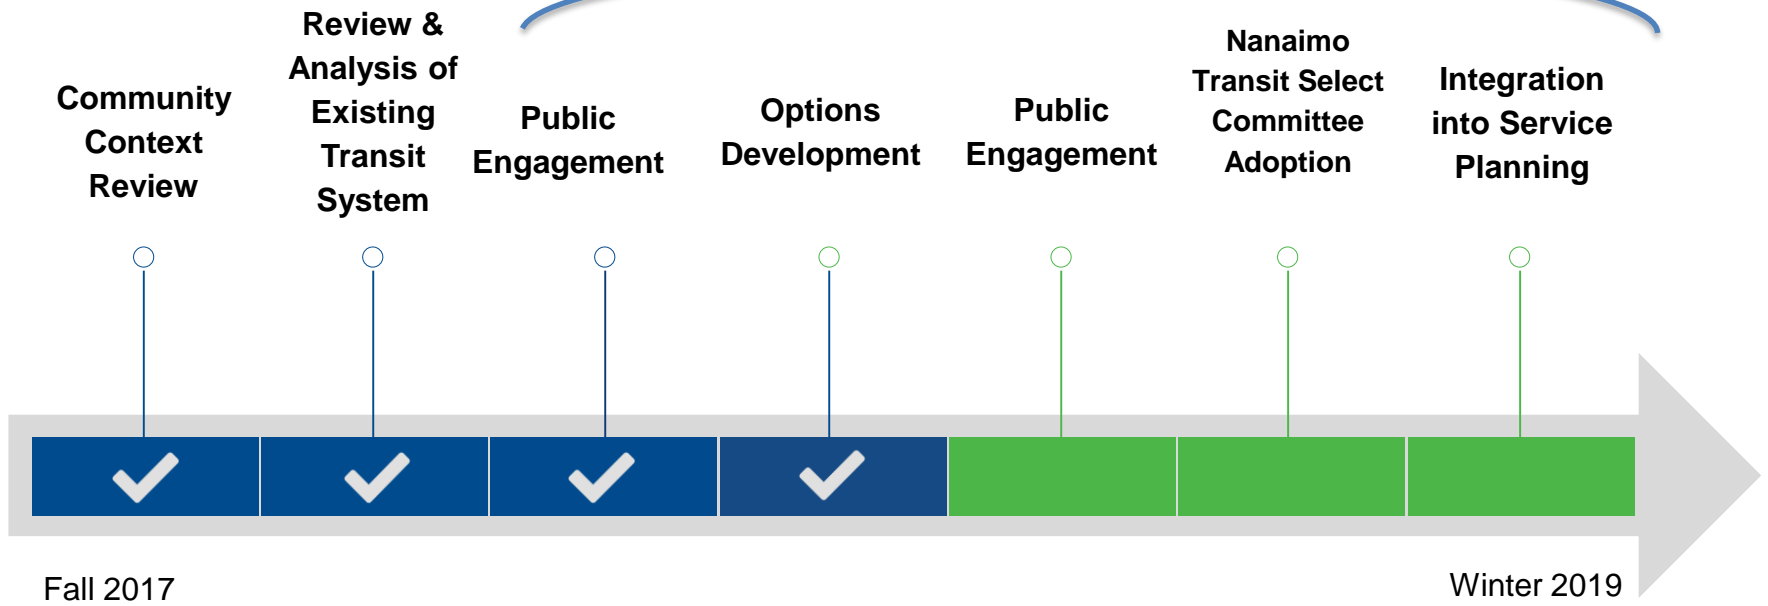 Community
Context
Review
Review &
Analysis of
Existing
Transit
System
Public
Engagement
Options
Development
Public
Engagement
Nanaimo
Transit Select
Committee
Adoption
Integration
into Service
Planning
Fall 2017
Winter 2019